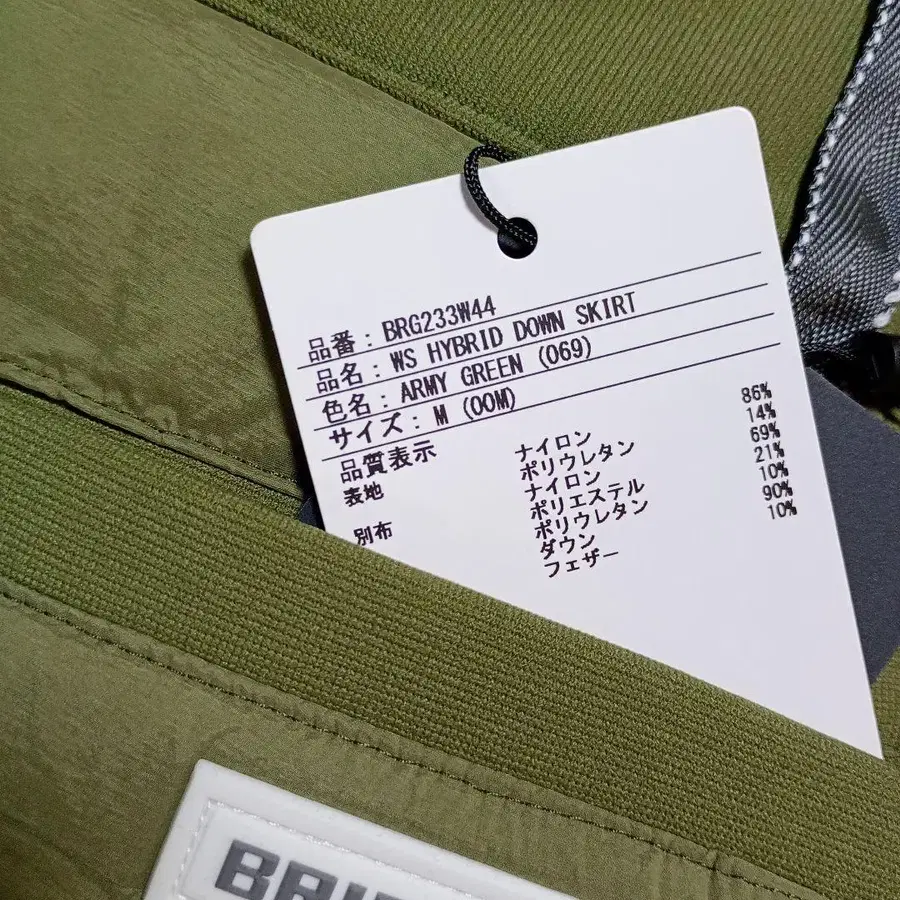 品番 : BRG233W44
品名 : WS HYBRID DOWN SKIRT
色名 : ARMY GREEN (069)
サイズ : M (00M)
品質表示
表地 ナイロン 86%
ポリウレタン 14%
別布 ナイロン 69%
ポリエステル 21%
ポリウレタン 10%
ダウン 90%
フェザー 10%